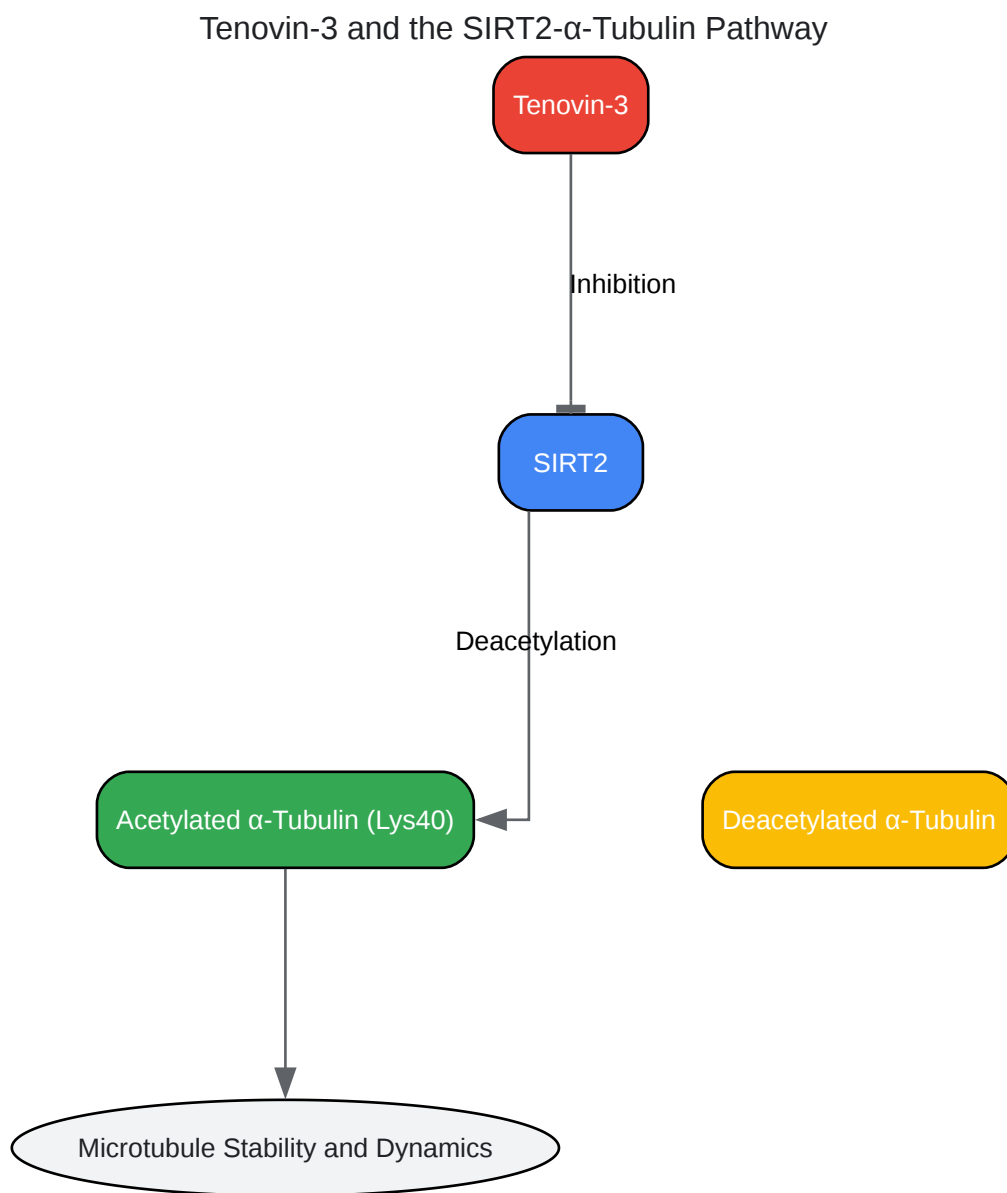 Tenovin-3 and the SIRT2-α-Tubulin Pathway
Tenovin-3
Inhibition
SIRT2
Deacetylation
Acetylated α-Tubulin (Lys40)
Deacetylated α-Tubulin
Microtubule Stability and Dynamics